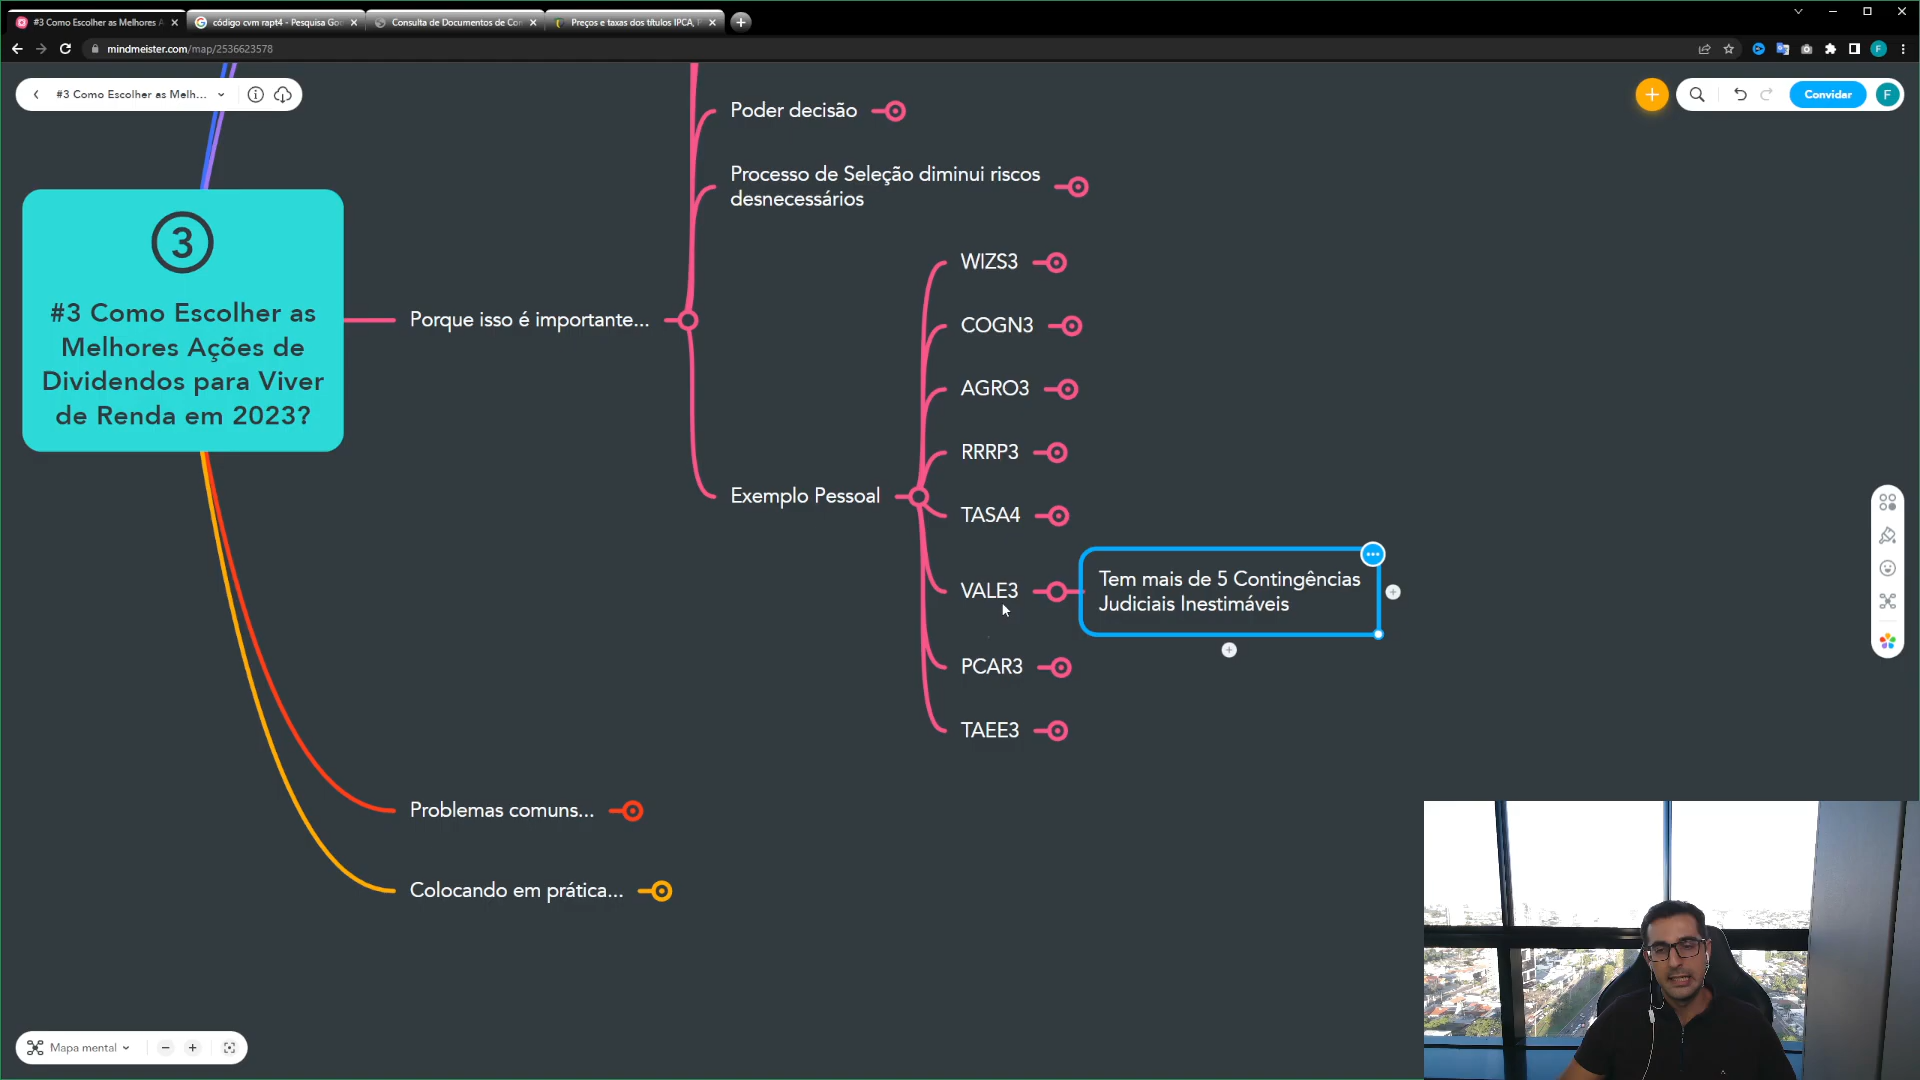 #3 Como Escolher as Melhores A
código cvm rapt4 - Pesquisa Goo
Consulta de Documentos de Com
Preços e taxas dos títulos IPCA,
mindmeister.com/map/2536623578
F
#3 Como Escolher as Melh...
Convidar
F
Poder decisão
Processo de Seleção diminui riscos
desnecessários
3
#3 Como Escolher as
Melhores Ações de
Dividendos para Viver
de Renda em 2023?
Porque isso é importante...
Exemplo Pessoal
WIZS3
COGN3
AGRO3
RRRP3
TASA4
VALE3
Tem mais de 5 Contingências
Judiciais Inestimáveis
PCAR3
TAEE3
Problemas comuns...
Colocando em prática...
Mapa mental